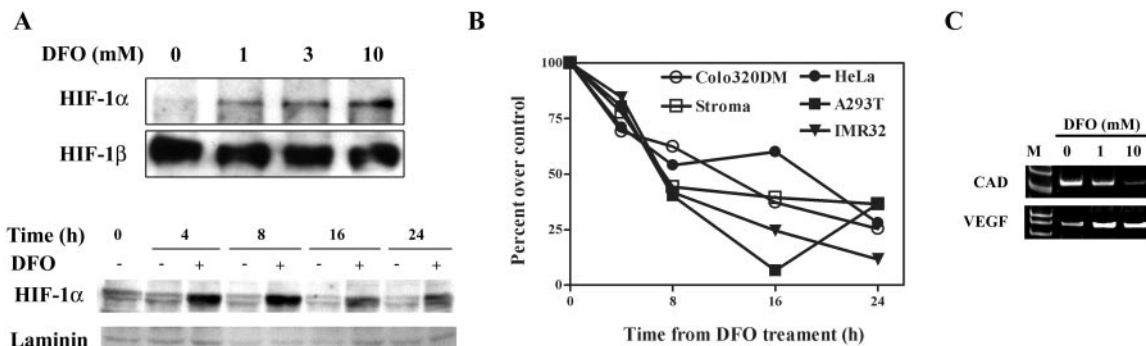 A
DFO (mM) 0 1 3 10
HIF-1α
HIF-1β
Time (h) 0 4 8 16 24
DFO - - + - + - + - +
HIF-1α
Laminin
B
Percent over control
100
75
50
25
0
0 8 16 24
Time from DFO treament (h)
Colo320DM HeLa
Stroma A293T
IMR32
C
DFO (mM)
M 0 1 10
CAD
VEGF